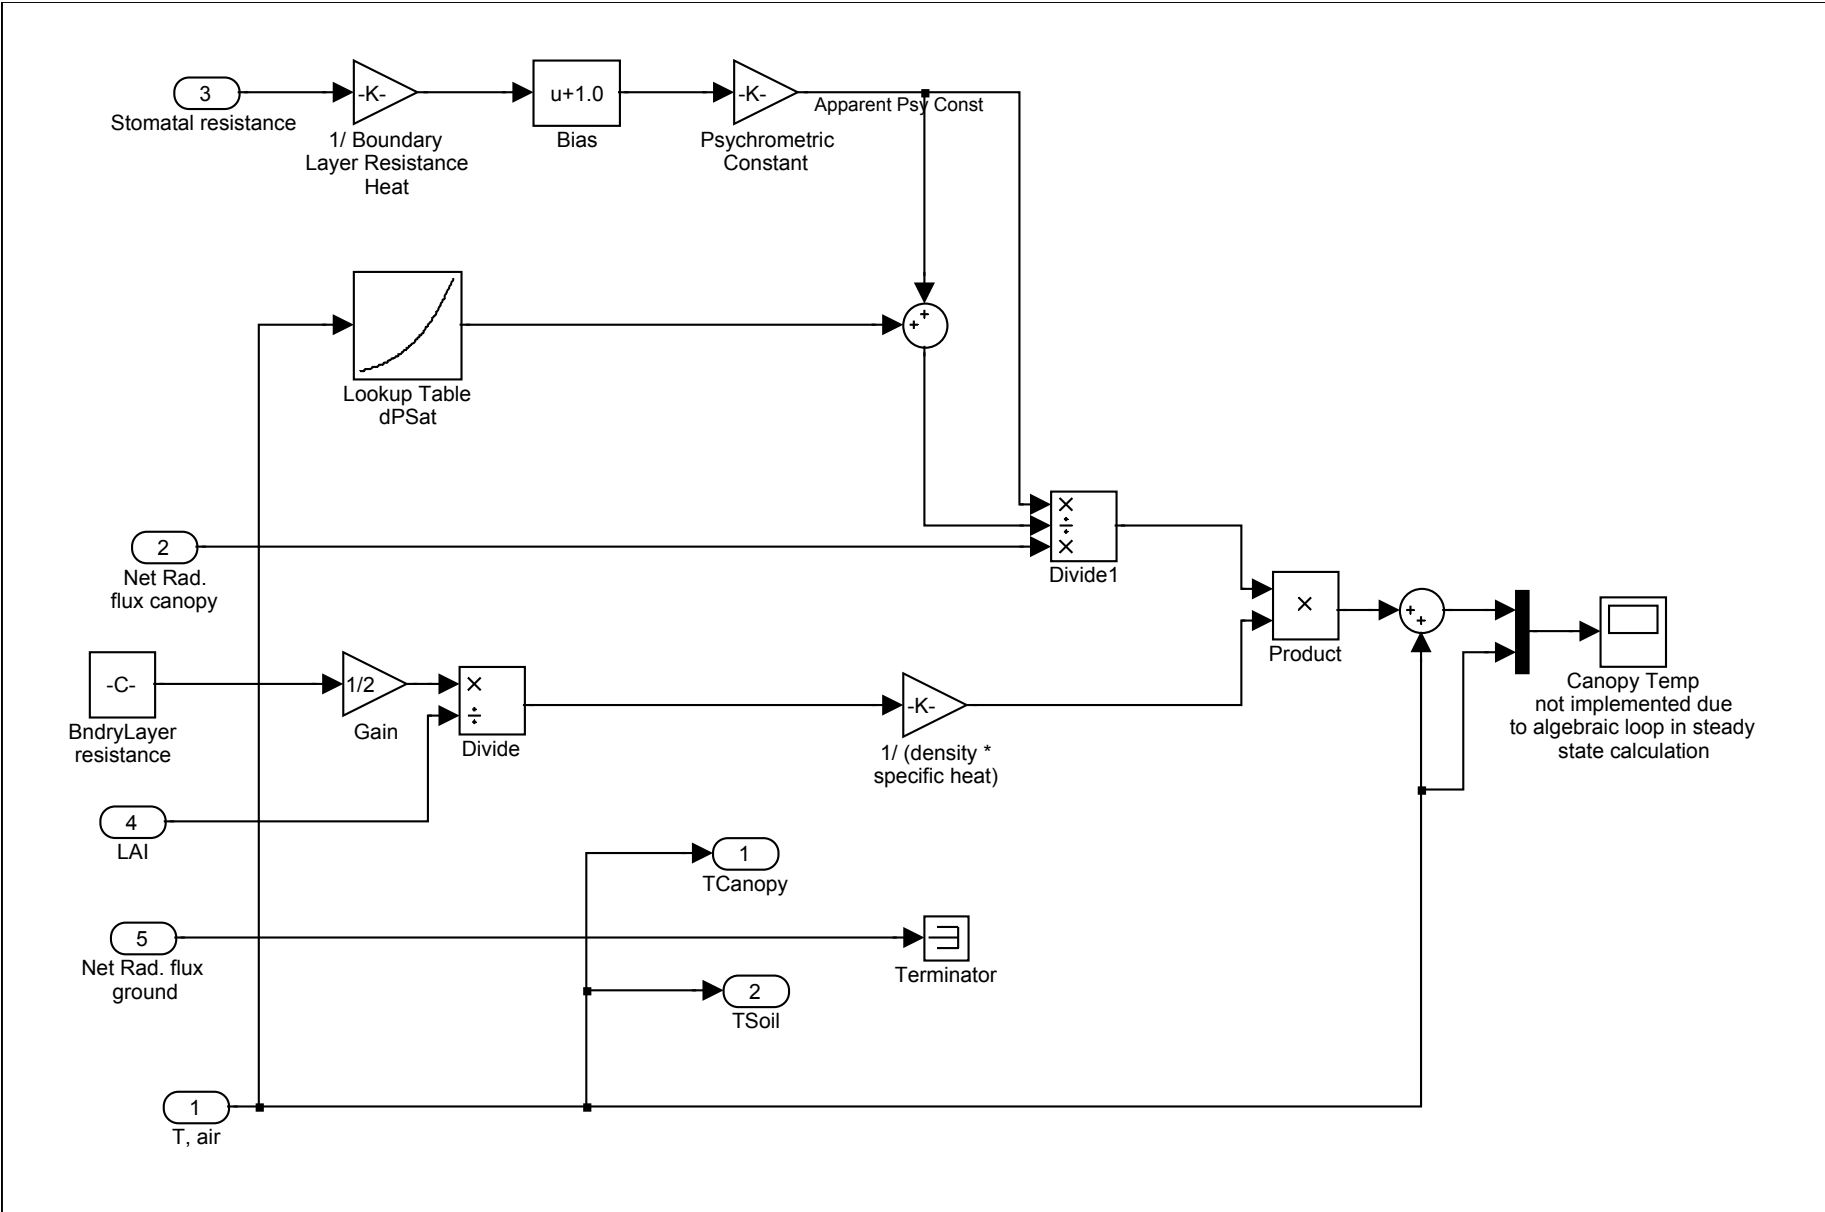 3
Stomatal resistance
-K-
1/ Boundary
Layer Resistance
Heat
u+1.0
Bias
-K-
Psychrometric
Constant
Apparent Psy Const
+
+
Lookup Table
dPSat
2
Net Rad.
flux canopy
×
÷
×
Divide1
×
Product
+
+
Canopy Temp
not implemented due
to algebraic loop in steady
state calculation
-C-
BndryLayer
resistance
1/2
Gain
×
÷
Divide
-K-
1/ (density *
specific heat)
4
LAI
1
TCanopy
5
Net Rad. flux
ground
Terminator
2
TSoil
1
T, air